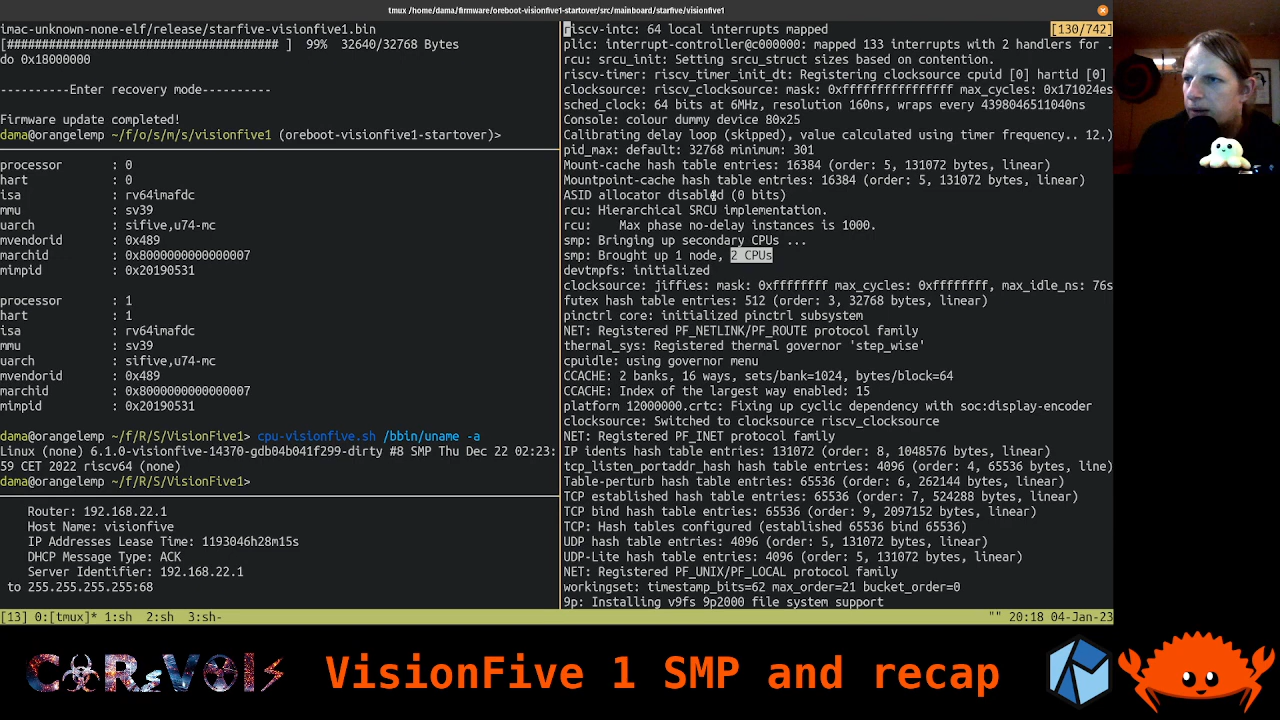 tmux /home/dama/firmware/oreboot-visionfive1-startover/src/mainboard/starfive/visionfive1
imac-unknown-none-elf/release/starfive-visionfive1.bin
[####################################### ]  99%  32640/32768 Bytes
do 0x18000000
----------Enter recovery mode----------
Firmware update completed!
dama@orangelemp ~/f/o/s/m/s/visionfive1 (oreboot-visionfive1-startover)>
processor       : 0
hart            : 0
isa             : rv64imafdc
mmu             : sv39
uarch           : sifive,u74-mc
mvendorid       : 0x489
marchid         : 0x8000000000000007
mimpid          : 0x20190531
processor       : 1
hart            : 1
isa             : rv64imafdc
mmu             : sv39
uarch           : sifive,u74-mc
mvendorid       : 0x489
marchid         : 0x8000000000000007
mimpid          : 0x20190531
dama@orangelemp ~/f/R/S/VisionFive1> cpu-visionfive.sh /bbin/uname -a
Linux (none) 6.1.0-visionfive-14370-gdb04b041f299-dirty #8 SMP Thu Dec 22 02:23:
59 CET 2022 riscv64 (none)
dama@orangelemp ~/f/R/S/VisionFive1>
Router: 192.168.22.1
Host Name: visionfive
IP Addresses Lease Time: 1193046h28m15s
DHCP Message Type: ACK
Server Identifier: 192.168.22.1
to 255.255.255.255:68
riscv-intc: 64 local interrupts mapped [130/742]
plic: interrupt-controller@c000000: mapped 133 interrupts with 2 handlers for .
rcu: srcu_init: Setting srcu_struct sizes based on contention.
riscv-timer: riscv_timer_init_dt: Registering clocksource cpuid [0] hartid [0]
clocksource: riscv_clocksource: mask: 0xffffffffffffffff max_cycles: 0x171024es
sched_clock: 64 bits at 6MHz, resolution 160ns, wraps every 4398046511040ns
Console: colour dummy device 80x25
Calibrating delay loop (skipped), value calculated using timer frequency.. 12.)
pid_max: default: 32768 minimum: 301
Mount-cache hash table entries: 16384 (order: 5, 131072 bytes, linear)
Mountpoint-cache hash table entries: 16384 (order: 5, 131072 bytes, linear)
ASID allocator disabled (0 bits)
rcu: Hierarchical SRCU implementation.
rcu:     Max phase no-delay instances is 1000.
smp: Bringing up secondary CPUs ...
smp: Brought up 1 node, 2 CPUs
devtmpfs: initialized
clocksource: jiffies: mask: 0xffffffff max_cycles: 0xffffffff, max_idle_ns: 76s
futex hash table entries: 512 (order: 3, 32768 bytes, linear)
pinctrl core: initialized pinctrl subsystem
NET: Registered PF_NETLINK/PF_ROUTE protocol family
thermal_sys: Registered thermal governor 'step_wise'
cpuidle: using governor menu
CCACHE: 2 banks, 16 ways, sets/bank=1024, bytes/block=64
CCACHE: Index of the largest way enabled: 15
platform 12000000.crtc: Fixing up cyclic dependency with soc:display-encoder
clocksource: Switched to clocksource riscv_clocksource
NET: Registered PF_INET protocol family
IP idents hash table entries: 131072 (order: 8, 1048576 bytes, linear)
tcp_listen_portaddr_hash hash table entries: 4096 (order: 4, 65536 bytes, line)
Table-perturb hash table entries: 65536 (order: 6, 262144 bytes, linear)
TCP established hash table entries: 65536 (order: 7, 524288 bytes, linear)
TCP bind hash table entries: 65536 (order: 9, 2097152 bytes, linear)
TCP: Hash tables configured (established 65536 bind 65536)
UDP hash table entries: 4096 (order: 5, 131072 bytes, linear)
UDP-Lite hash table entries: 4096 (order: 5, 131072 bytes, linear)
NET: Registered PF_UNIX/PF_LOCAL protocol family
workingset: timestamp_bits=62 max_order=21 bucket_order=0
9p: Installing v9fs 9p2000 file system support
[13] 0:[tmux]* 1:sh  2:sh  3:sh- "" 20:18 04-Jan-23
VisionFive 1 SMP and recap